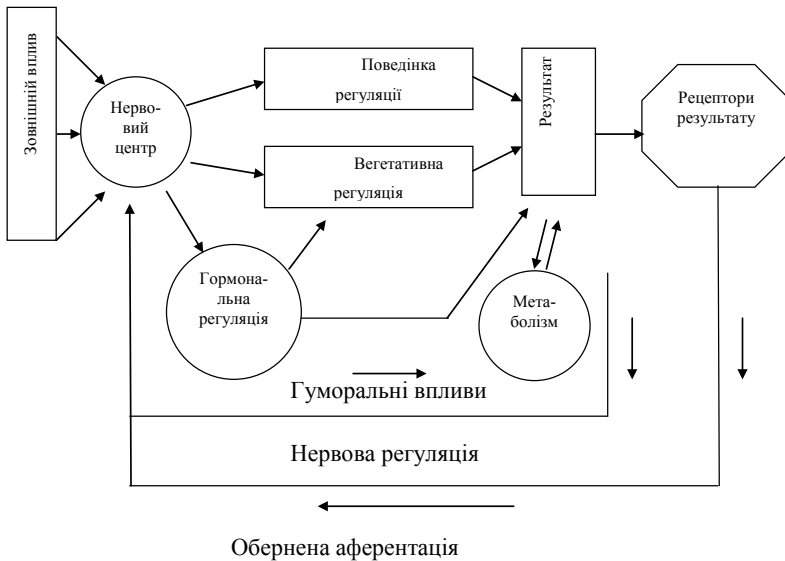 Зовнішній вплив
Нерво-
вий
центр
Поведінка
регуляції
Вегетативна
регуляція
Результат
Рецептори
результату
Гормона-
льна
регуляція
Мета-
болізм
Гуморальні впливи
Нервова регуляція
Обернена аферентація